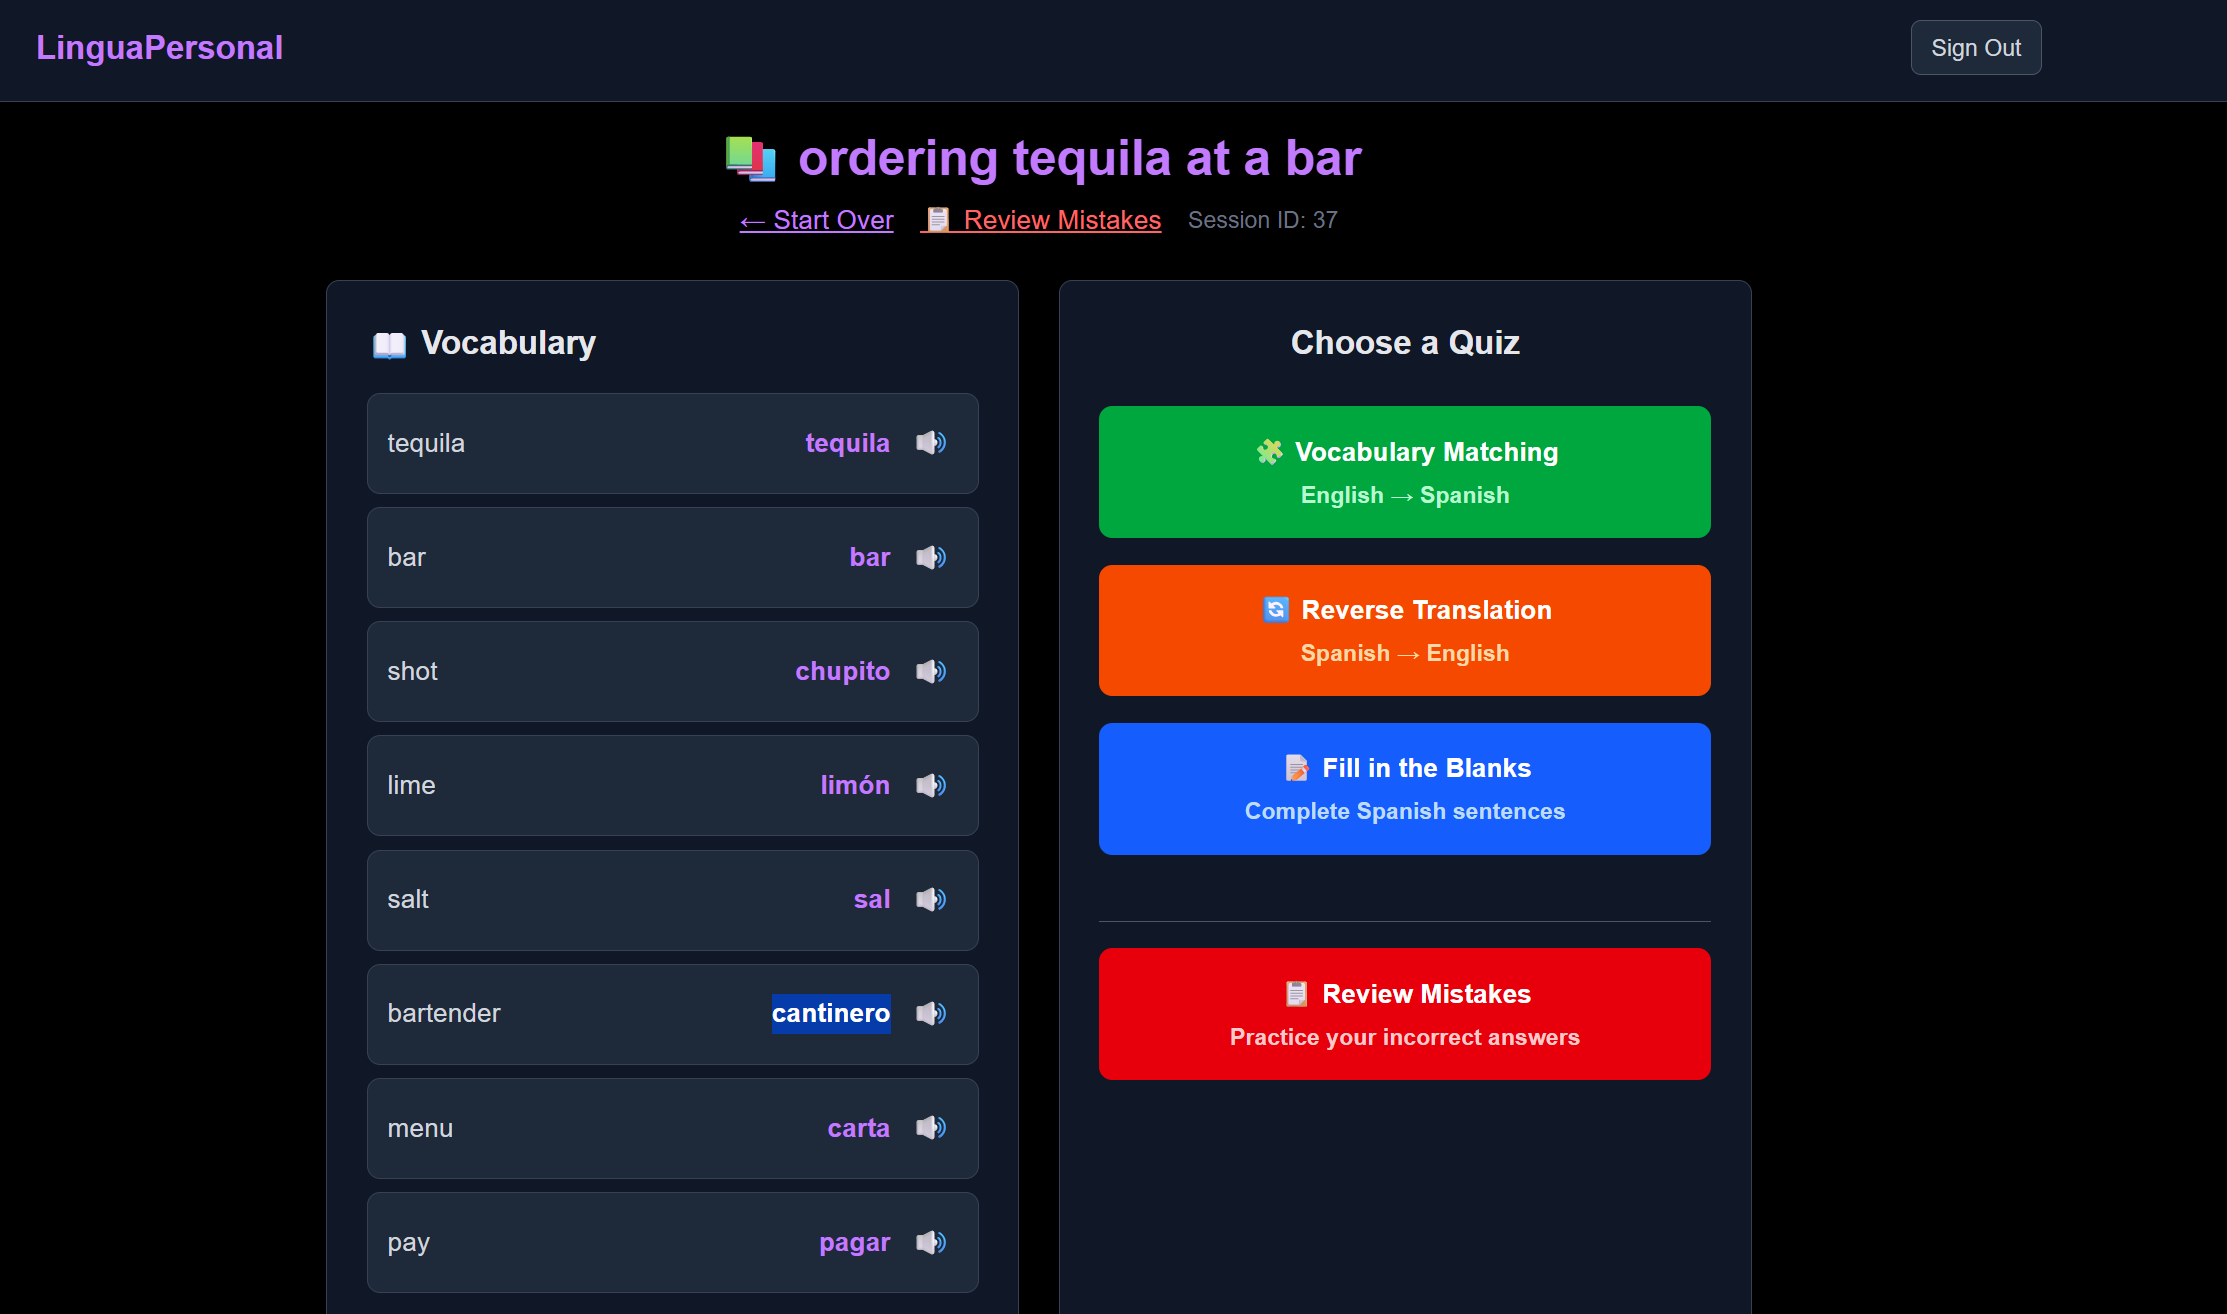 LinguaPersonal
Sign Out
ordering tequila at a bar
← Start Over Review Mistakes Session ID: 37
Vocabulary
tequila tequila
bar bar
shot chupito
lime limón
salt sal
bartender cantinero
menu carta
pay pagar
Choose a Quiz
Vocabulary Matching
English → Spanish
Reverse Translation
Spanish → English
Fill in the Blanks
Complete Spanish sentences
Review Mistakes
Practice your incorrect answers